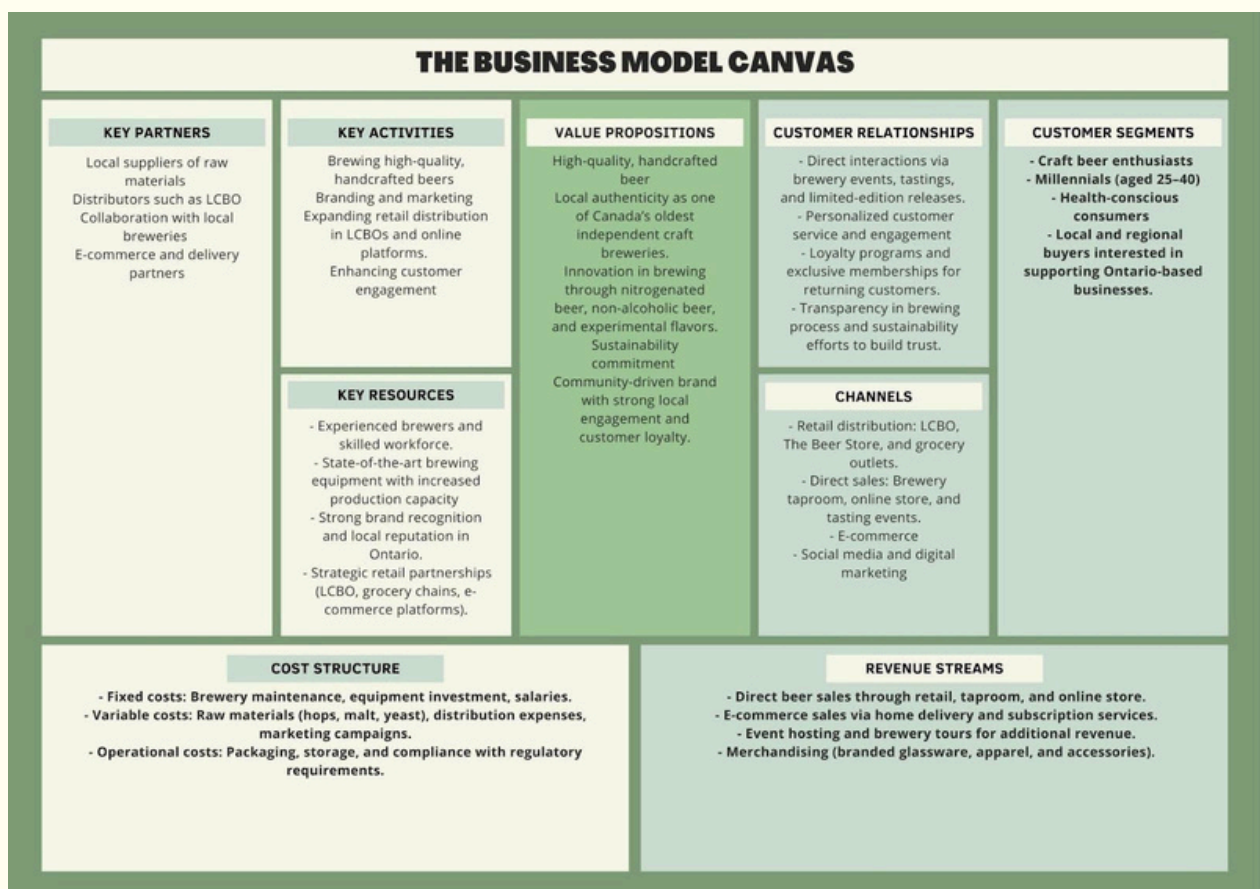 THE BUSINESS MODEL CANVAS
KEY PARTNERS
Local suppliers of raw
materials
Distributors such as LCBO
Collaboration with local
breweries
E-commerce and delivery
partners
KEY ACTIVITIES
Brewing high-quality,
handcrafted beers
Branding and marketing
Expanding retail distribution
in LCBOs and online
platforms.
Enhancing customer
engagement
KEY RESOURCES
- Experienced brewers and
skilled workforce.
- State-of-the-art brewing
equipment with increased
production capacity
- Strong brand recognition
and local reputation in
Ontario.
- Strategic retail partnerships
(LCBO, grocery chains, e-
commerce platforms).
VALUE PROPOSITIONS
High-quality, handcrafted
beer
Local authenticity as one
of Canada's oldest
independent craft
breweries.
Innovation in brewing
through nitrogenated
beer, non-alcoholic beer,
and experimental flavors.
Sustainability
commitment
Community-driven brand
with strong local
engagement and
customer loyalty.
CUSTOMER RELATIONSHIPS
- Direct interactions via
brewery events, tastings,
and limited-edition releases.
- Personalized customer
service and engagement
- Loyalty programs and
exclusive memberships for
returning customers.
- Transparency in brewing
process and sustainability
efforts to build trust.
CHANNELS
- Retail distribution: LCBO,
The Beer Store, and grocery
outlets.
- Direct sales: Brewery
taproom, online store, and
tasting events.
- E-commerce
- Social media and digital
marketing
CUSTOMER SEGMENTS
- Craft beer enthusiasts
- Millennials (aged 25–40)
- Health-conscious
consumers
- Local and regional
buyers interested in
supporting Ontario-based
businesses.
COST STRUCTURE
- Fixed costs: Brewery maintenance, equipment investment, salaries.
- Variable costs: Raw materials (hops, malt, yeast), distribution expenses,
marketing campaigns.
- Operational costs: Packaging, storage, and compliance with regulatory
requirements.
REVENUE STREAMS
- Direct beer sales through retail, taproom, and online store.
- E-commerce sales via home delivery and subscription services.
- Event hosting and brewery tours for additional revenue.
- Merchandising (branded glassware, apparel, and accessories).